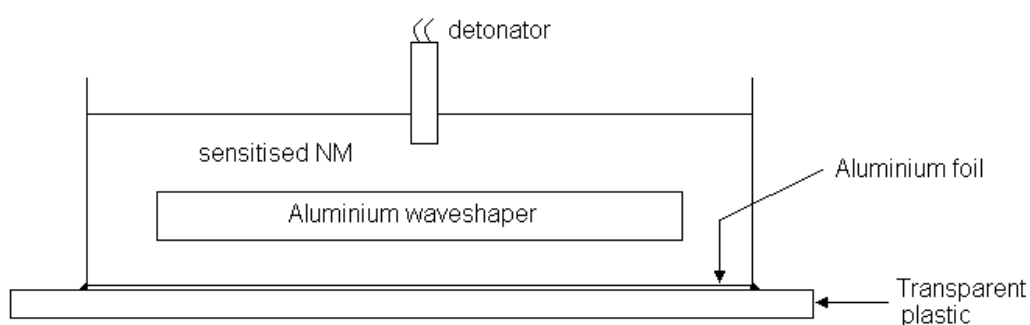 detonator
sensitised NM
Aluminium foil
Aluminium waveshaper
Transparent
plastic